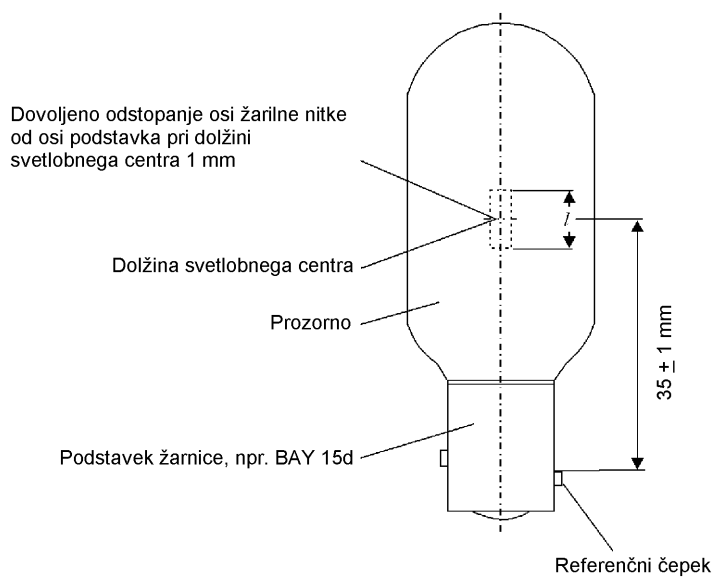 Dovoljeno odstopanje osi žarilne nitke
od osi podstavka pri dolžini
svetlobnega centra 1 mm
l
Dolžina svetlobnega centra
Prozorno
35 ± 1 mm
Podstavek žarnice, npr. BAY 15d
Referenčni čepek